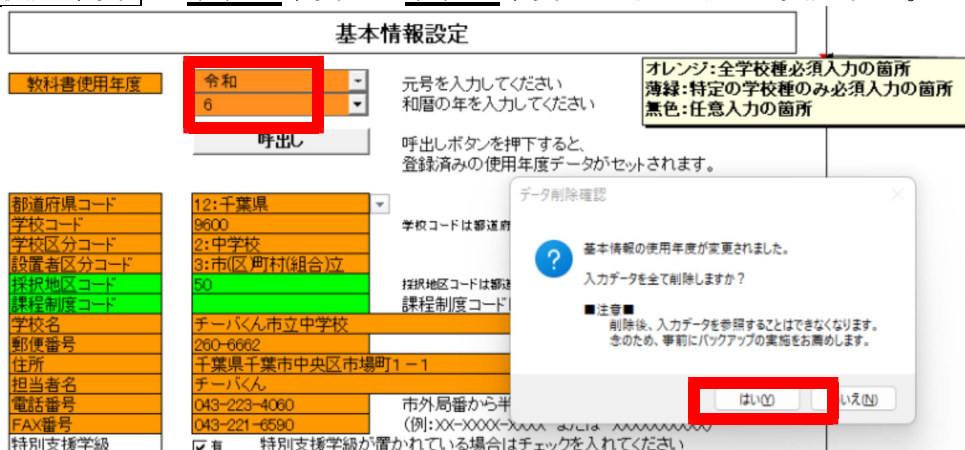 基本情報設定
教科書使用年度
令和
元号を入力してください
6
和暦の年を入力してください
オレンジ:全学校種必須入力の箇所
薄緑:特定の学校種のみ必須入力の箇所
無色:任意入力の箇所
呼出し
呼出しボタンを押下すると、
登録済みの使用年度データがセットされます。
都道府県コード
12:千葉県
学校コード
9600
学校コードは都道府
学校区分コード
2:中学校
設置者区分コード
3:市(区)町村(組合)立
採択地区コード
50
採択地区コードは都道
課程制度コード
課程制度コード
学校名
チーバくん市立中学校
郵便番号
260-6662
住所
千葉県千葉市中央区市場町1-1
担当者名
チーバくん
電話番号
043-223-4060
市外局番から半
FAX番号
043-221-6590
(例:XX-XXXX-XXXX または XXXXXXXXXX)
特別支援学級
有
特別支援学級が置かれている場合はチェックを入れてください
データ削除確認
基本情報の使用年度が変更されました。
入力データを全て削除しますか?
■注意■
削除後、入力データを参照することはできなくなります。
念のため、事前にバックアップの実施をお薦めします。
はい(Y)
いいえ(N)